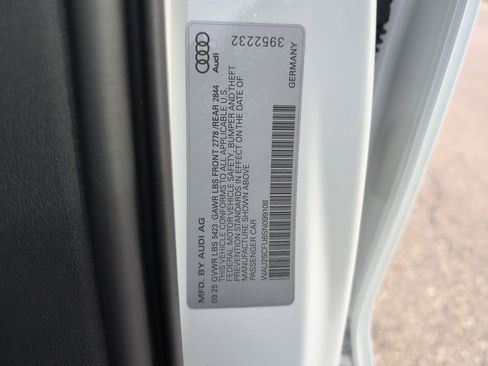 MFD. BY AUDI AG
09 25 GVWR LBS 5423 GAWR LBS FRONT 2778 /REAR 2844
THIS VEHICLE CONFORMS TO ALL APPLICABLE U.S.
FEDERAL MOTOR VEHICLE SAFETY, BUMPER AND THEFT
PREVENTION STANDARDS IN EFFECT ON THE DATE OF
MANUFACTURE SHOWN ABOVE
PASSENGER CAR
WAU25CFU8SN099108
GERMANY
Audi
3952232